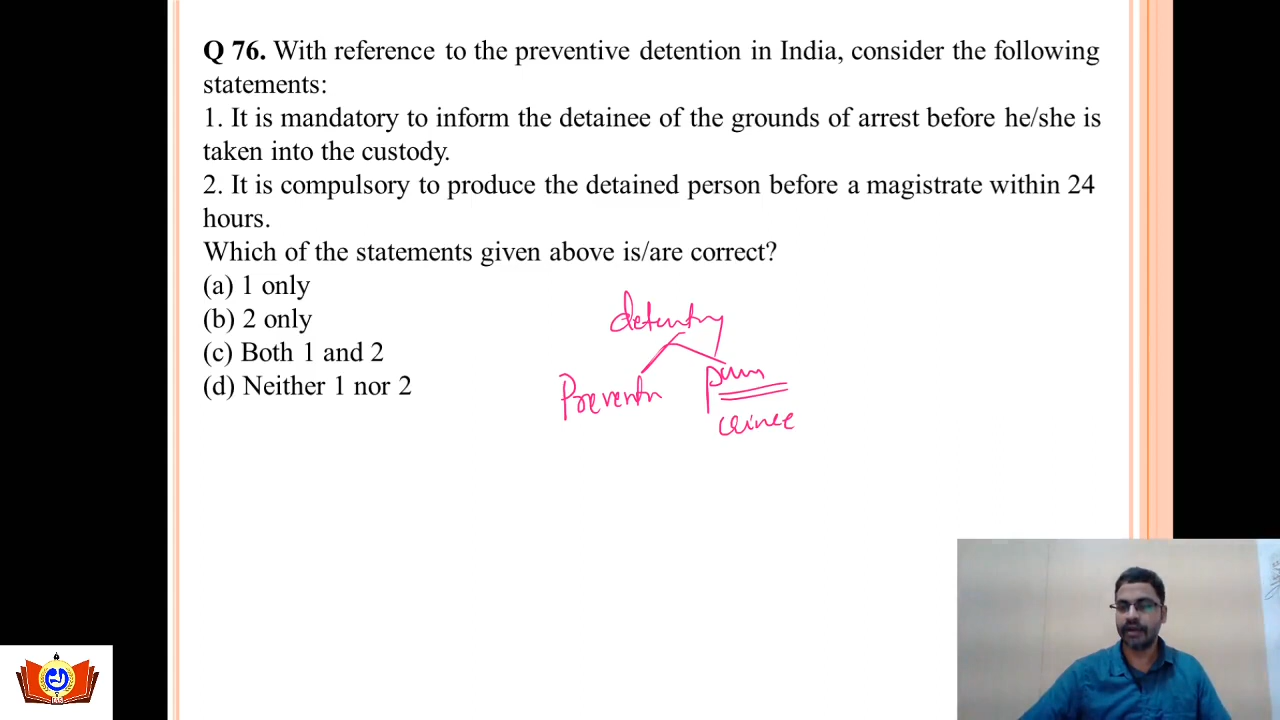 Q 76. With reference to the preventive detention in India, consider the following
statements:
1. It is mandatory to inform the detainee of the grounds of arrest before he/she is
taken into the custody.
2. It is compulsory to produce the detained person before a magistrate within 24
hours.
Which of the statements given above is/are correct?
(a) 1 only
(b) 2 only
(c) Both 1 and 2
(d) Neither 1 nor 2